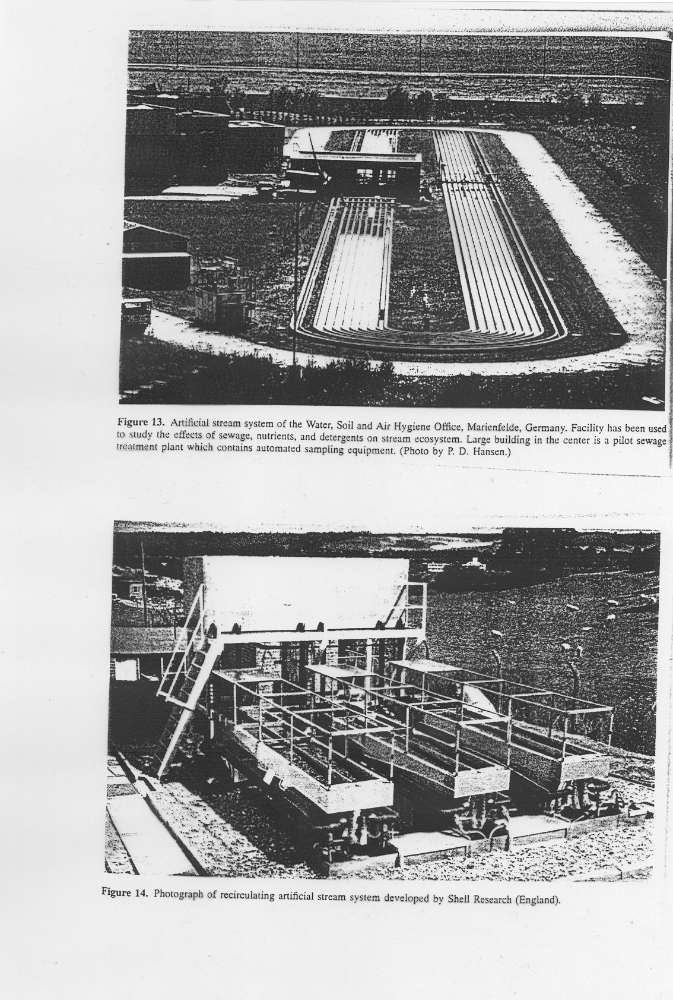 Figure 13. Artificial stream system of the Water, Soil and Air Hygiene Office, Marienfelde, Germany. Facility has been used
to study the effects of sewage, nutrients, and detergents on stream ecosystem. Large building in the center is a pilot sewage
treatment plant which contains automated sampling equipment. (Photo by P. D. Hansen.)
Figure 14. Photograph of recirculating artificial stream system developed by Shell Research (England).